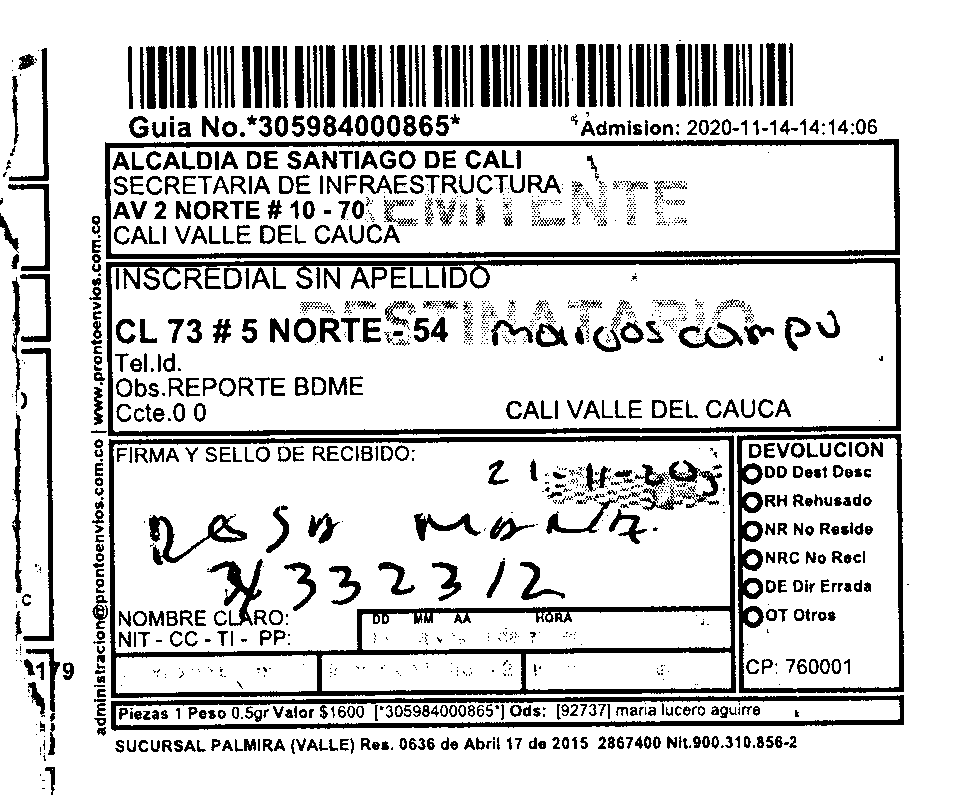 Guia No.*305984000865*
Admision: 2020-11-14-14:14:06
ALCALDIA DE SANTIAGO DE CALI
SECRETARIA DE INFRAESTRUCTURA
REMITENTE
AV 2 NORTE # 10 - 70
CALI VALLE DEL CAUCA
INSCREDIAL SIN APELLIDO
DESTINATARIO
CL 73 # 5 NORTE - 54
Tel.Id.
Obs.REPORTE BDME
Ccte.0 0
CALI VALLE DEL CAUCA
www.prontoenvios.com.co
administracion@prontoenvios.com.co
FIRMA Y SELLO DE RECIBIDO:
21-11-20
Rosa
332312
NOMBRE CLARO:
NIT - CC - TI - PP:
DD MM AA HORA
DEVOLUCION
DD Dest Desc
RH Rehusado
NR No Reside
NRC No Recl
DE Dir Errada
OT Otros
CP: 760001
179
Piezas 1 Peso 0.5gr Valor $1600 [*305984000865*] Ods: [92737] maria lucero aguirre
SUCURSAL PALMIRA (VALLE) Res. 0636 de Abril 17 de 2015 2867400 Nit.900.310.856-2